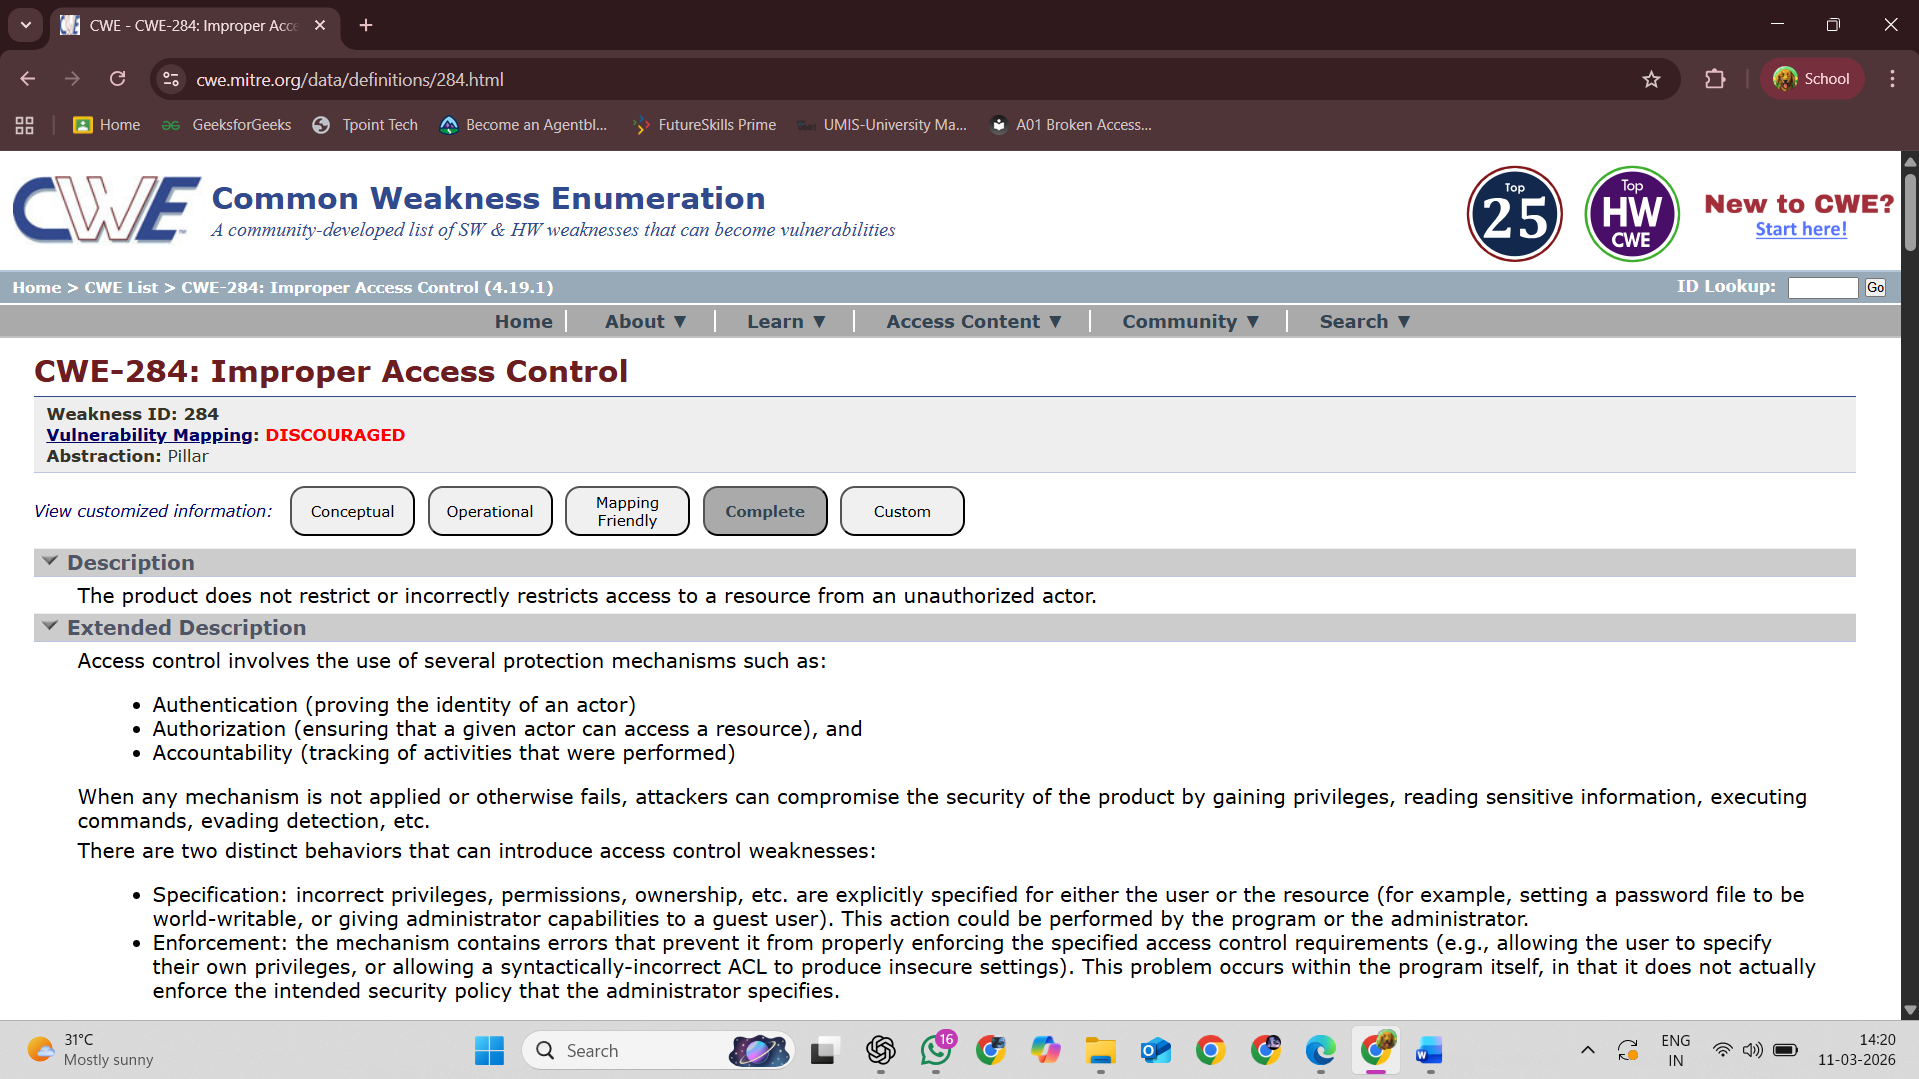 CWE - CWE-284: Improper Acce
cwe.mitre.org/data/definitions/284.html
School
Home
GeeksforGeeks
Tpoint Tech
Become an Agentbl...
FutureSkills Prime
UMIS-University Ma...
A01 Broken Access...
CWE
Common Weakness Enumeration
A community-developed list of SW & HW weaknesses that can become vulnerabilities
Top
25
Top
HW
CWE
New to CWE?
Start here!
Home > CWE List > CWE-284: Improper Access Control (4.19.1)
ID Lookup:
Go
Home
About ▼
Learn ▼
Access Content ▼
Community ▼
Search ▼
CWE-284: Improper Access Control
Weakness ID: 284
Vulnerability Mapping: DISCOURAGED
Abstraction: Pillar
View customized information:
Conceptual
Operational
Mapping
Friendly
Complete
Custom
Description
The product does not restrict or incorrectly restricts access to a resource from an unauthorized actor.
Extended Description
Access control involves the use of several protection mechanisms such as:
• Authentication (proving the identity of an actor)
• Authorization (ensuring that a given actor can access a resource), and
• Accountability (tracking of activities that were performed)
When any mechanism is not applied or otherwise fails, attackers can compromise the security of the product by gaining privileges, reading sensitive information, executing
commands, evading detection, etc.
There are two distinct behaviors that can introduce access control weaknesses:
• Specification: incorrect privileges, permissions, ownership, etc. are explicitly specified for either the user or the resource (for example, setting a password file to be
world-writable, or giving administrator capabilities to a guest user). This action could be performed by the program or the administrator.
• Enforcement: the mechanism contains errors that prevent it from properly enforcing the specified access control requirements (e.g., allowing the user to specify
their own privileges, or allowing a syntactically-incorrect ACL to produce insecure settings). This problem occurs within the program itself, in that it does not actually
enforce the intended security policy that the administrator specifies.
31°C
Mostly sunny
Search
16
ENG
IN
14:20
11-03-2026